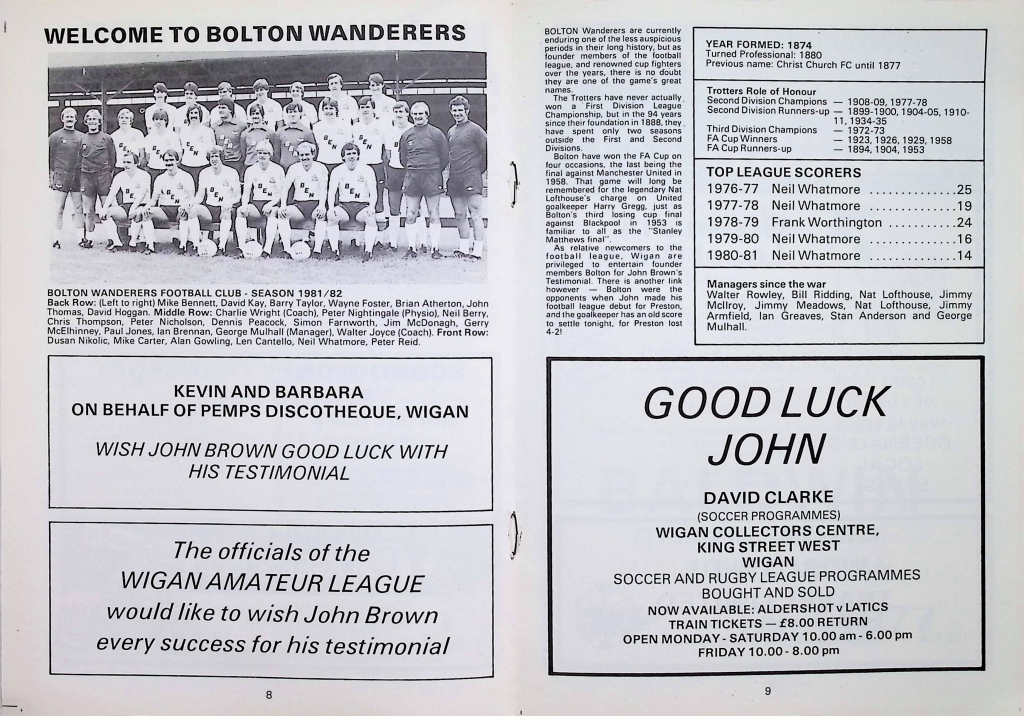 WELCOME TO BOLTON WANDERERS
BOLTON WANDERERS FOOTBALL CLUB - SEASON 1981/82
Back Row: (Left to right) Mike Bennett, David Kay, Barry Taylor, Wayne Foster, Brian Atherton, John
Thomas, David Hoggan. Middle Row: Charlie Wright (Coach), Peter Nightingale (Physio), Neil Berry,
Chris Thompson, Peter Nicholson, Dennis Peacock, Simon Farnworth, Jim McDonagh, Gerry
McElhinney, Paul Jones, Ian Brennan, George Mulhall (Manager), Walter Joyce (Coach). Front Row:
Dusan Nikolic, Mike Carter, Alan Gowling, Len Cantello, Neil Whatmore, Peter Reid.
KEVIN AND BARBARA
ON BEHALF OF PEMPS DISCOTHEQUE, WIGAN
WISH JOHN BROWN GOOD LUCK WITH
HIS TESTIMONIAL
The officials of the
WIGAN AMATEUR LEAGUE
would like to wish John Brown
every success for his testimonial
8
BOLTON Wanderers are currently
enduring one of the less auspicious
periods in their long history, but as
founder members of the football
league, and renowned cup fighters
over the years, there is no doubt
they are one of the game's great
names.
The Trotters have never actually
won a First Division League
Championship, but in the 94 years
since their foundation in 1888, they
have spent only two seasons
outside the First and Second
Divisions.
Bolton have won the FA Cup on
four occasions, the last being the
final against Manchester United in
1958. That game will long be
remembered for the legendary Nat
Lofthouse's charge on United
goalkeeper Harry Gregg, just as
Bolton's third losing cup final
against Blackpool in 1953 is
familiar to all as the "Stanley
Matthews final".
As relative newcomers to the
football league, Wigan are
privileged to entertain founder
members Bolton for John Brown's
Testimonial. There is another link
however — Bolton were the
opponents when John made his
football league debut for Preston,
and the goalkeeper has an old score
to settle tonight, for Preston lost
4-2!
YEAR FORMED: 1874
Turned Professional: 1880
Previous name: Christ Church FC until 1877
Trotters Role of Honour
Second Division Champions — 1908-09, 1977-78
Second Division Runners-up — 1899-1900, 1904-05, 1910-
11, 1934-35
Third Division Champions — 1972-73
FA Cup Winners — 1923, 1926, 1929, 1958
FA Cup Runners-up — 1894, 1904, 1953
TOP LEAGUE SCORERS
1976-77 Neil Whatmore ..............25
1977-78 Neil Whatmore ..............19
1978-79 Frank Worthington ...........24
1979-80 Neil Whatmore ..............16
1980-81 Neil Whatmore ..............14
Managers since the war
Walter Rowley, Bill Ridding, Nat Lofthouse, Jimmy
McIlroy, Jimmy Meadows, Nat Lofthouse, Jimmy
Armfield, Ian Greaves, Stan Anderson and George
Mulhall.
GOOD LUCK
JOHN
DAVID CLARKE
(SOCCER PROGRAMMES)
WIGAN COLLECTORS CENTRE,
KING STREET WEST
WIGAN
SOCCER AND RUGBY LEAGUE PROGRAMMES
BOUGHT AND SOLD
NOW AVAILABLE: ALDERSHOT v LATICS
TRAIN TICKETS — £8.00 RETURN
OPEN MONDAY - SATURDAY 10.00 am - 6.00 pm
FRIDAY 10.00 - 8.00 pm
9